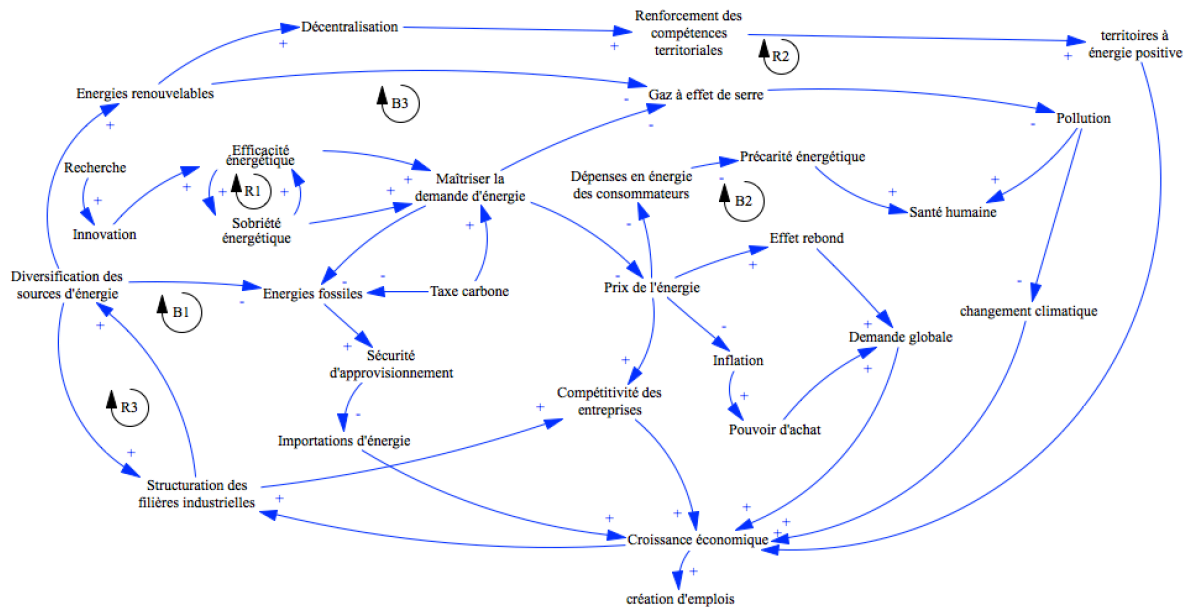 Décentralisation
Renforcement des
compétences
territoriales
territoires à
énergie positive
R2
Energies renouvelables
B3
Gaz à effet de serre
Pollution
Recherche
Efficacité
énergétique
R1
Sobriété
énergétique
Innovation
Maîtriser la
demande d'énergie
Dépenses en énergie
des consommateurs
Précarité énergétique
B2
Santé humaine
Effet rebond
Diversification des
sources d'énergie
B1
Energies fossiles
Taxe carbone
Prix de l'énergie
changement climatique
Demande globale
Sécurité
d'approvisionnement
Inflation
Compétitivité des
entreprises
R3
Importations d'énergie
Pouvoir d'achat
Structuration des
filières industrielles
Croissance économique
création d'emplois